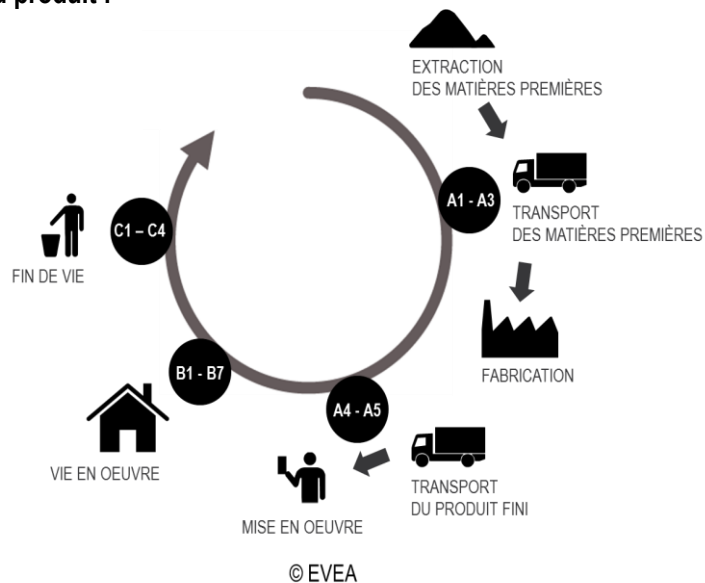 produit :
EXTRACTION
DES MATIÈRES PREMIÈRES
A1 - A3
TRANSPORT
DES MATIÈRES PREMIÈRES
FABRICATION
A4 - A5
TRANSPORT
DU PRODUIT FINI
MISE EN OEUVRE
B1 - B7
VIE EN OEUVRE
C1 – C4
FIN DE VIE
© EVEA